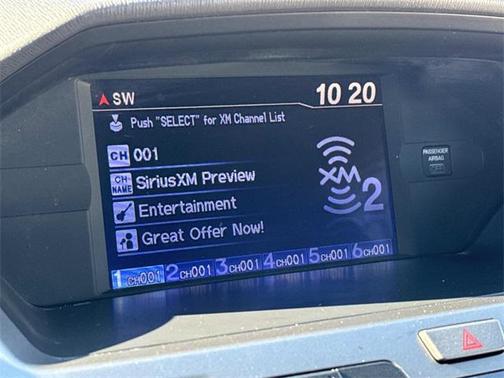 SW
10 20
Push "SELECT" for XM Channel List
CH 001
CH-NAME SiriusXM Preview
Entertainment
Great Offer Now!
XM 2
1 CH001 2 CH001 3 CH001 4 CH001 5 CH001 6 CH001
PASSENGER
AIRBAG